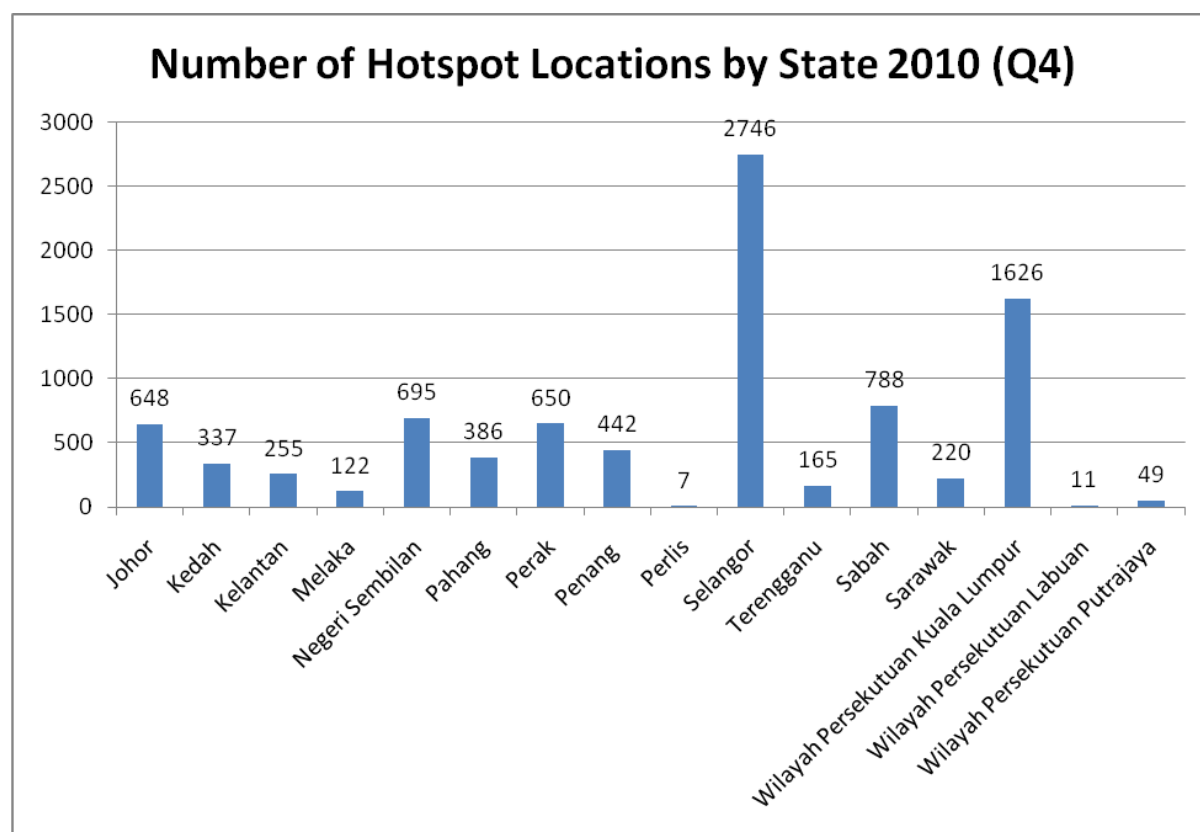 Number of Hotspot Locations by State 2010 (Q4)
3000
2500
2000
1500
1000
500
0
648
337
255
122
695
386
650
442
7
2746
165
788
220
1626
11
49
Johor
Kedah
Kelantan
Melaka
Negeri Sembilan
Pahang
Perak
Penang
Perlis
Selangor
Terengganu
Sabah
Sarawak
Wilayah Persekutuan Kuala Lumpur
Wilayah Persekutuan Labuan
Wilayah Persekutuan Putrajaya